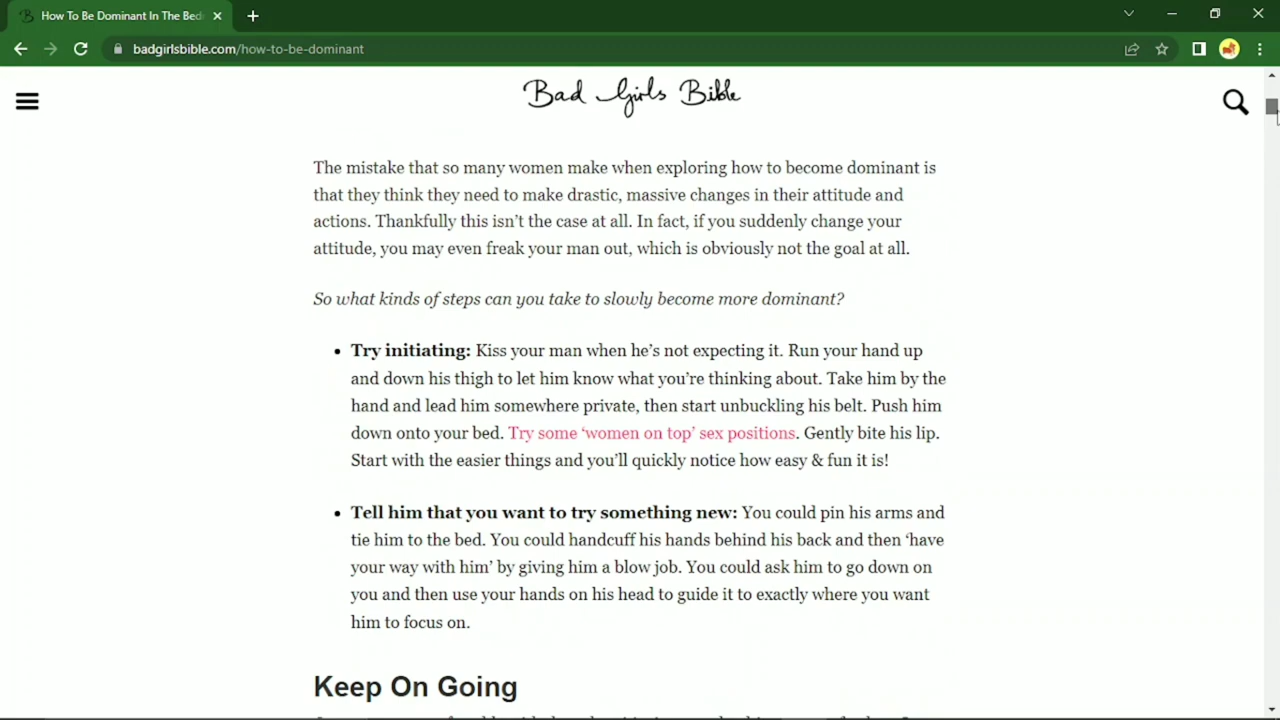 How To Be Dominant In The Bed
badgirlsbible.com/how-to-be-dominant
Bad Girls Bible
The mistake that so many women make when exploring how to become dominant is
that they think they need to make drastic, massive changes in their attitude and
actions. Thankfully this isn’t the case at all. In fact, if you suddenly change your
attitude, you may even freak your man out, which is obviously not the goal at all.
So what kinds of steps can you take to slowly become more dominant?
• Try initiating: Kiss your man when he’s not expecting it. Run your hand up
and down his thigh to let him know what you’re thinking about. Take him by the
hand and lead him somewhere private, then start unbuckling his belt. Push him
down onto your bed. Try some ‘women on top’ sex positions. Gently bite his lip.
Start with the easier things and you’ll quickly notice how easy & fun it is!
• Tell him that you want to try something new: You could pin his arms and
tie him to the bed. You could handcuff his hands behind his back and then ‘have
your way with him’ by giving him a blow job. You could ask him to go down on
you and then use your hands on his head to guide it to exactly where you want
him to focus on.
Keep On Going